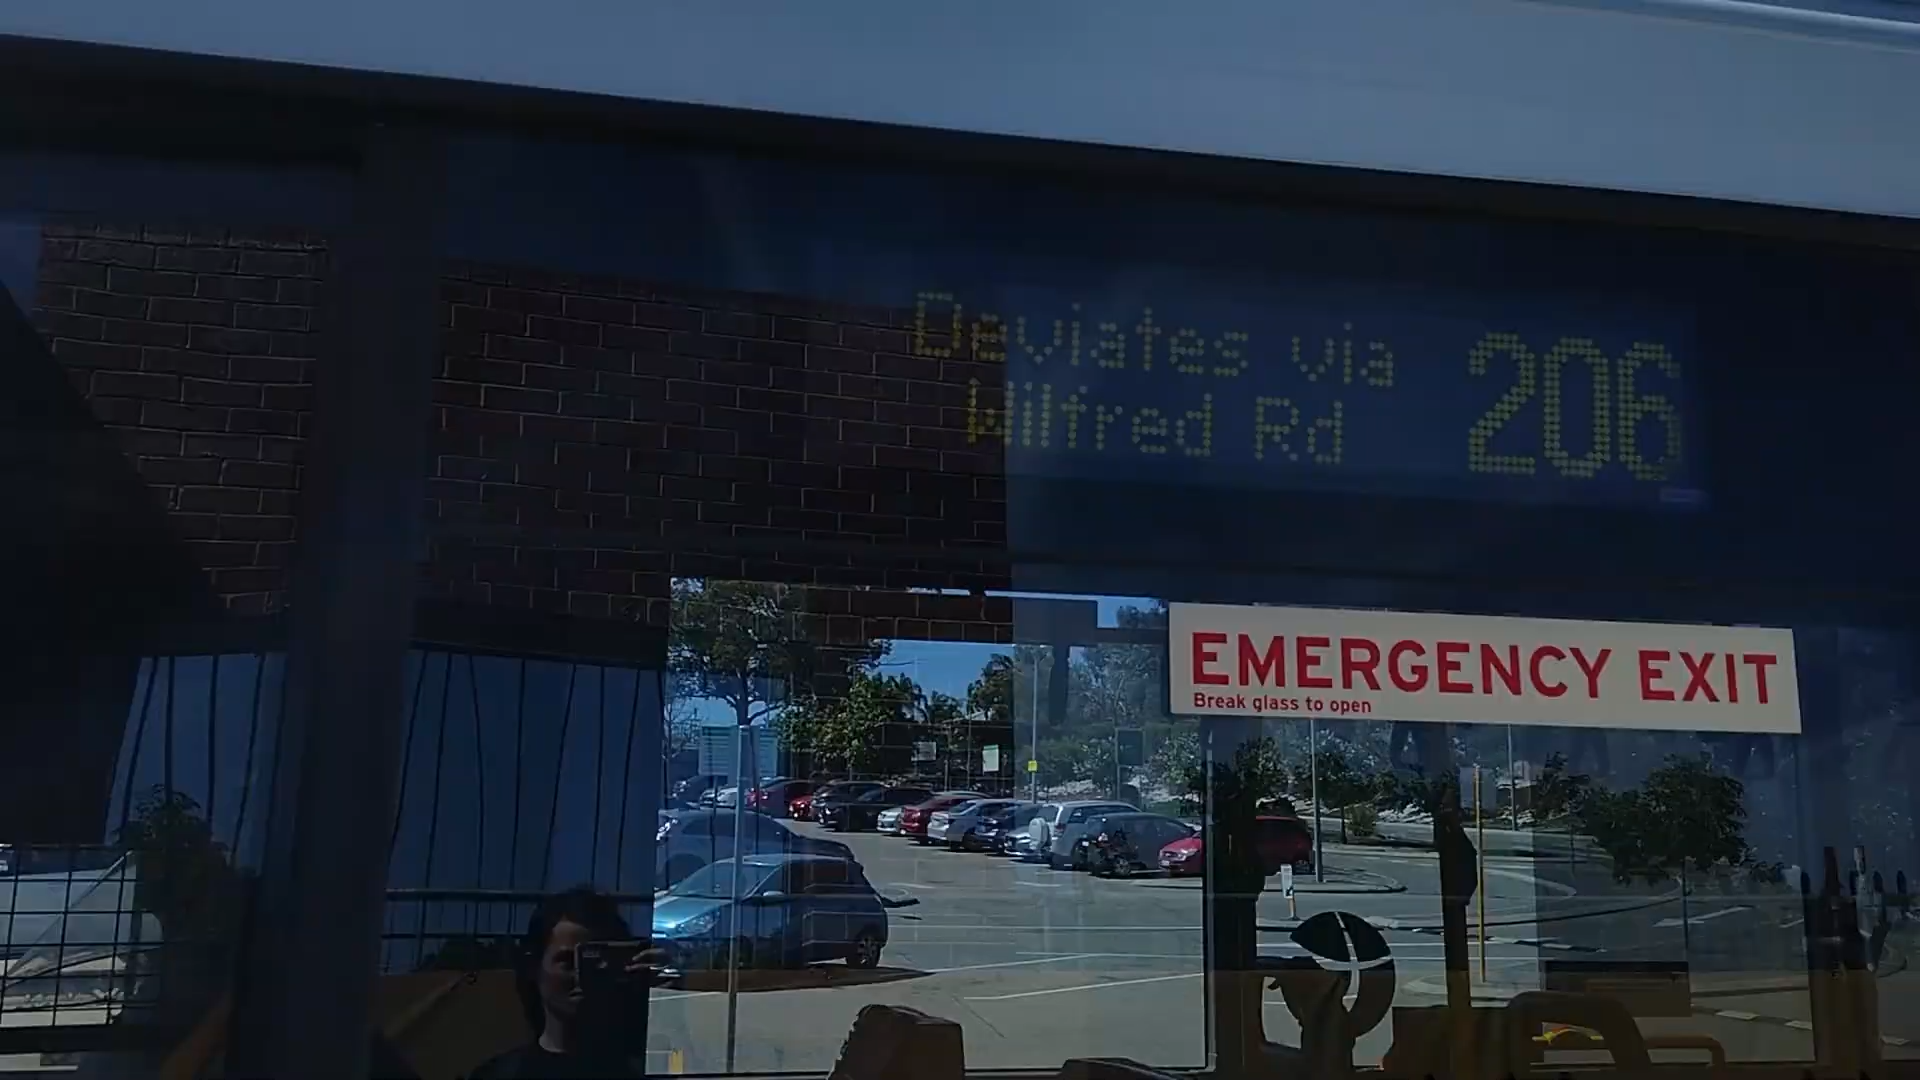 Deviates via
Wilfred Rd
206
EMERGENCY EXIT
Break glass to open